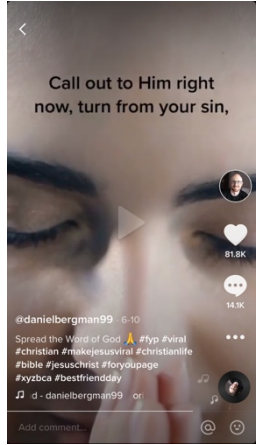 Call out to Him right
now, turn from your sin,
81.8K
14.1K
@danielbergman99 · 6-10
Spread the Word of God 🙏 #fyp #viral
#christian #makejesusviral #christianlife
#bible #jesuschrist #foryoupage
#xyzbca #bestfriendday
d - danielbergman99 ori
Add comment...